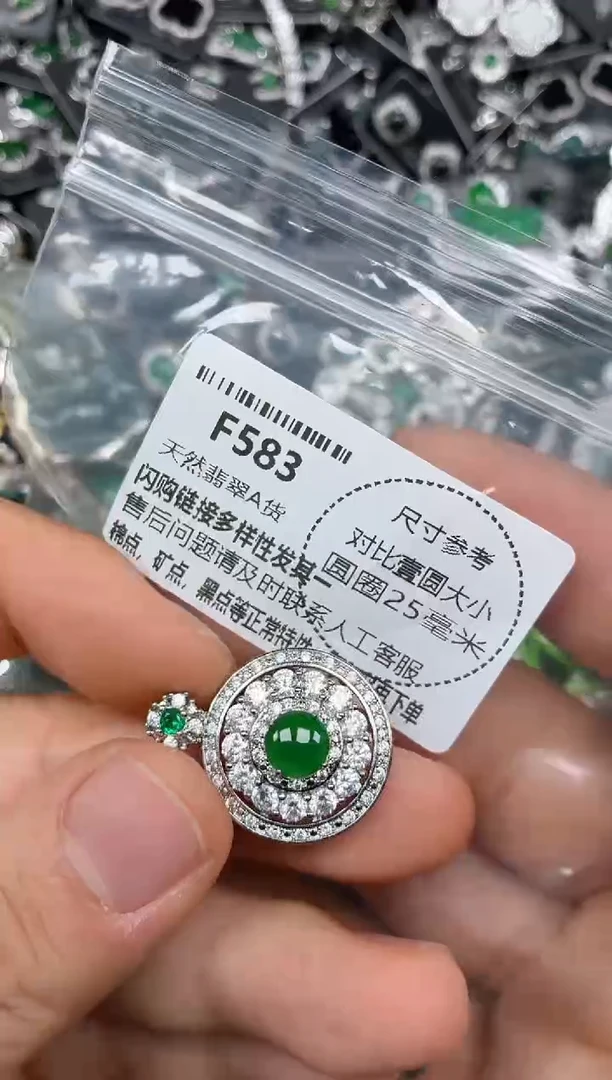 F583
天然翡翠A货
闪购链接多样性发其一
售后问题请及时联系人工客服
棉点，矿点，黑点等正常特
下单
尺寸参考
对比壹圆大小
圆圈25毫米